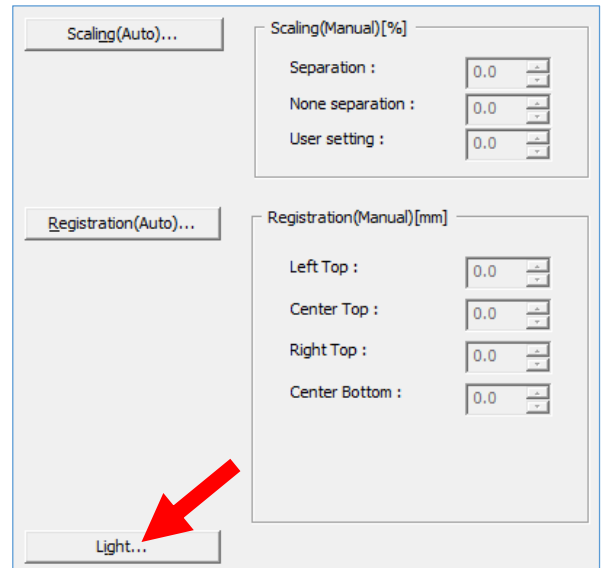 Scaling(Auto)...
Scaling(Manual)[%]
Separation :
0.0
None separation :
0.0
User setting :
0.0
Registration(Auto)...
Registration(Manual)[mm]
Left Top :
0.0
Center Top :
0.0
Right Top :
0.0
Center Bottom :
0.0
Light...